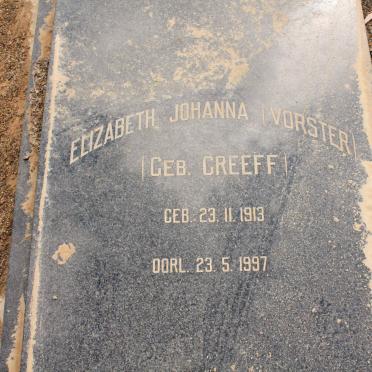 ELIZABETH JOHANNA (VORSTER)
(GEB. GREEFF)
GEB. 23. 11. 1913
OORL. 23. 5. 1997